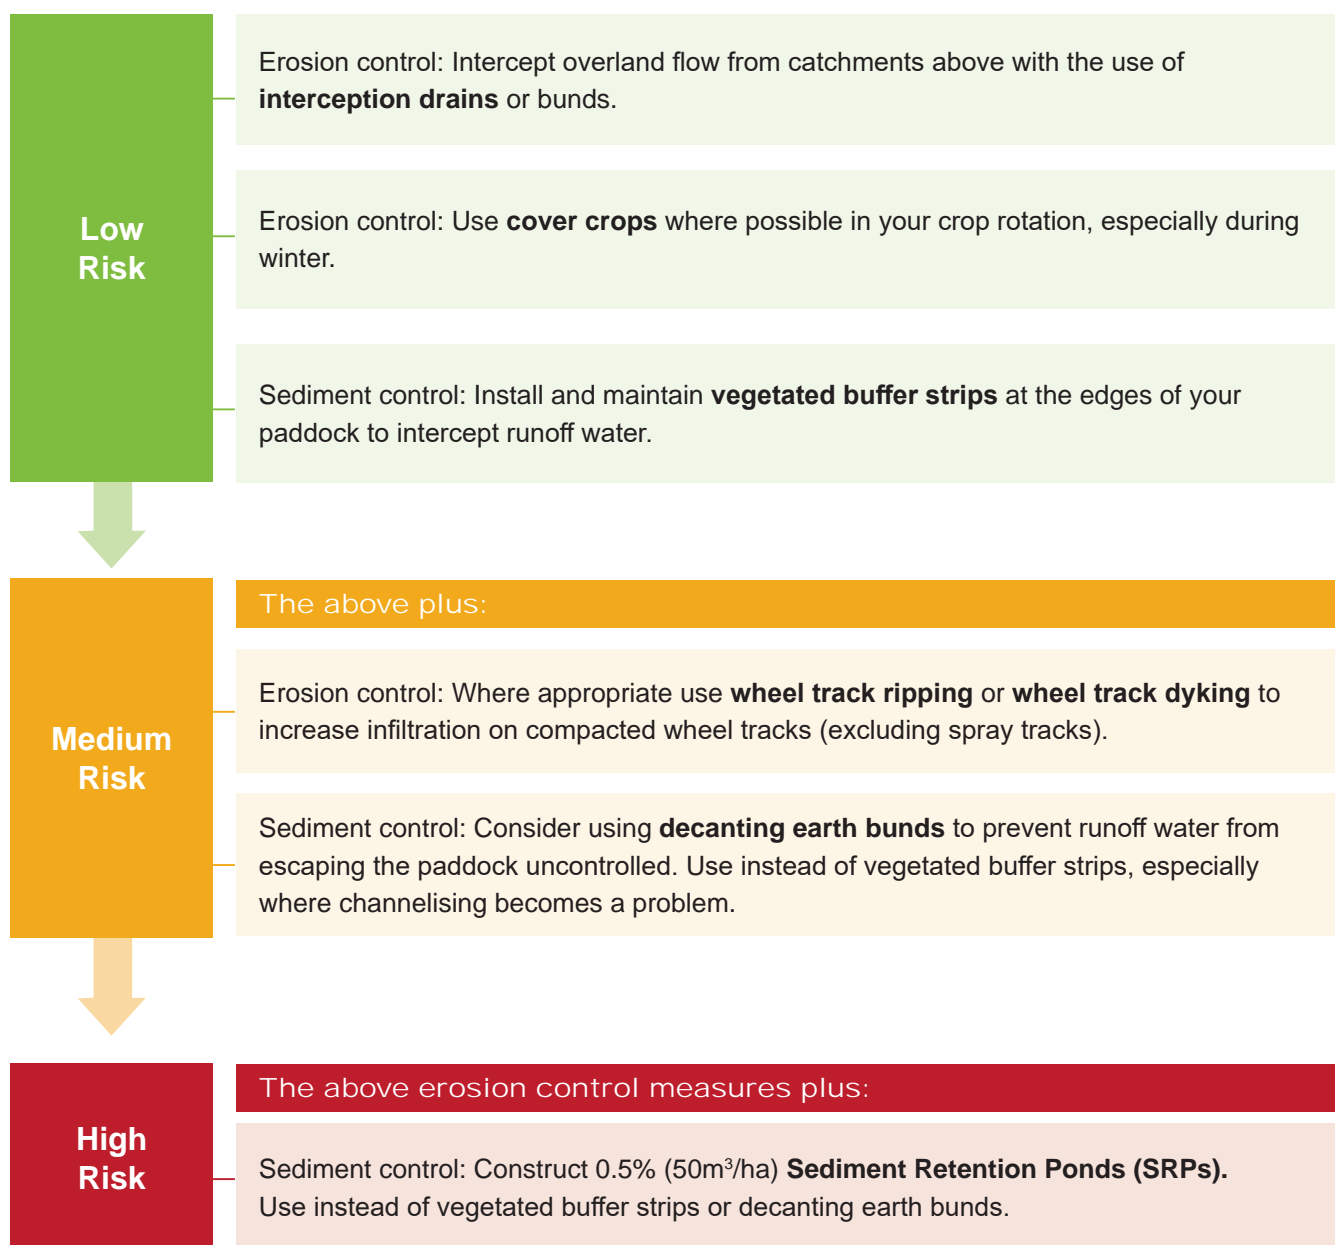 Low
Risk
Erosion control: Intercept overland flow from catchments above with the use of
interception drains or bunds.
Erosion control: Use cover crops where possible in your crop rotation, especially during
winter.
Sediment control: Install and maintain vegetated buffer strips at the edges of your
paddock to intercept runoff water.
Medium
Risk
The above plus:
Erosion control: Where appropriate use wheel track ripping or wheel track dyking to
increase infiltration on compacted wheel tracks (excluding spray tracks).
Sediment control: Consider using decanting earth bunds to prevent runoff water from
escaping the paddock uncontrolled. Use instead of vegetated buffer strips, especially
where channelising becomes a problem.
High
Risk
The above erosion control measures plus:
Sediment control: Construct 0.5% (50m³/ha) Sediment Retention Ponds (SRPs).
Use instead of vegetated buffer strips or decanting earth bunds.